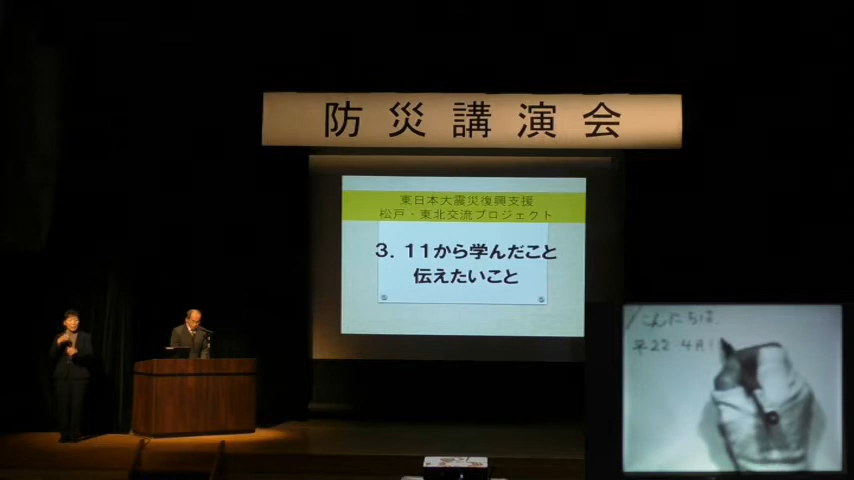 防災講演会
東日本大震災復興支援
松戸・東北交流プロジェクト
3.11から学んだこと
伝えたいこと
こんにちは
平22 4月